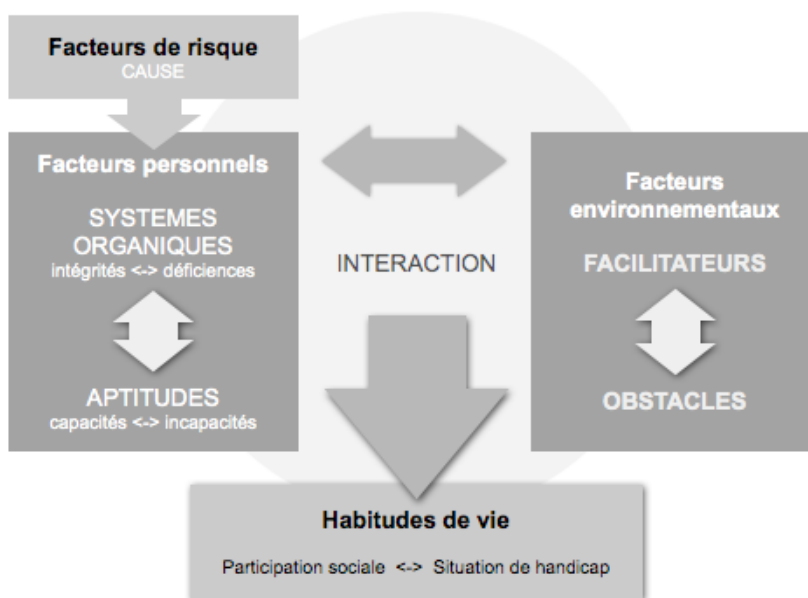 Facteurs de risque
CAUSE
Facteurs personnels
SYSTEMES
ORGANIQUES
intégrités <-> déficiences
APTITUDES
capacités <-> incapacités
INTERACTION
Facteurs
environnementaux
FACILITATEURS
OBSTACLES
Habitudes de vie
Participation sociale <-> Situation de handicap